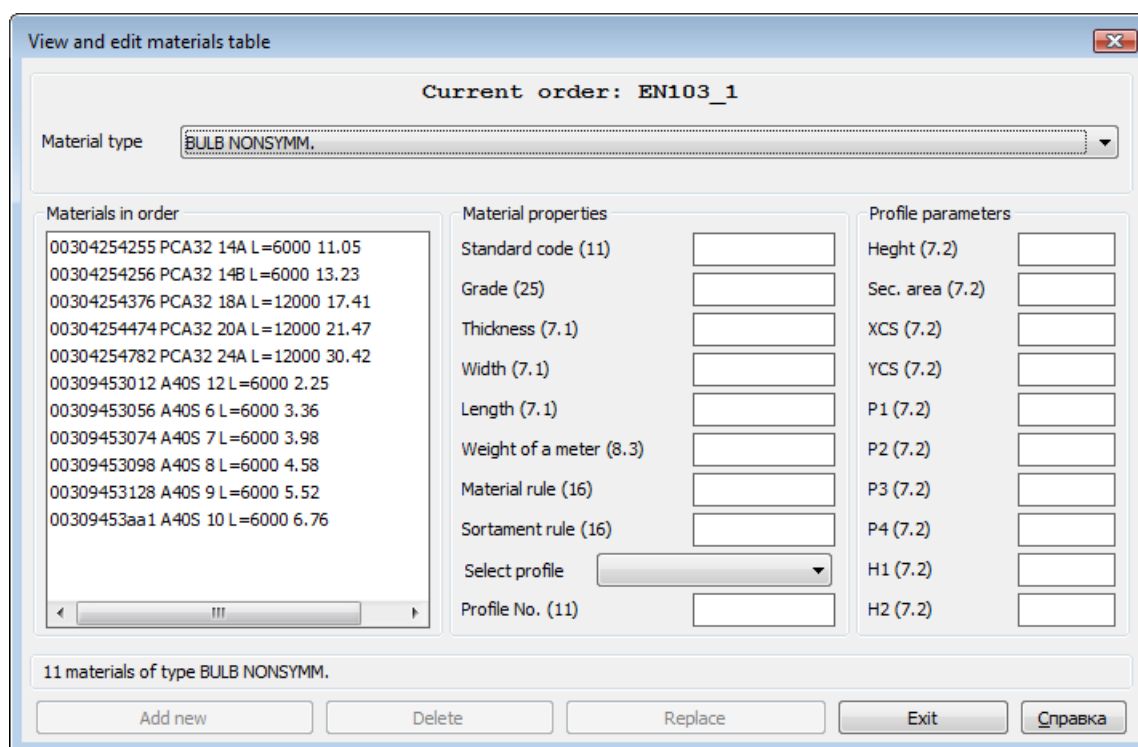 View and edit materials table
Current order: EN103_1
Material type BULB NONSYMM.
Materials in order
00304254255 PCA32 14A L=6000 11.05
00304254256 PCA32 14B L=6000 13.23
00304254376 PCA32 18A L=12000 17.41
00304254474 PCA32 20A L=12000 21.47
00304254782 PCA32 24A L=12000 30.42
00309453012 A40S 12 L=6000 2.25
00309453056 A40S 6 L=6000 3.36
00309453074 A40S 7 L=6000 3.98
00309453098 A40S 8 L=6000 4.58
00309453128 A40S 9 L=6000 5.52
00309453aa1 A40S 10 L=6000 6.76
Material properties
Standard code (11)
Grade (25)
Thickness (7.1)
Width (7.1)
Length (7.1)
Weight of a meter (8.3)
Material rule (16)
Sortament rule (16)
Select profile
Profile No. (11)
Profile parameters
Heght (7.2)
Sec. area (7.2)
XCS (7.2)
YCS (7.2)
P1 (7.2)
P2 (7.2)
P3 (7.2)
P4 (7.2)
H1 (7.2)
H2 (7.2)
11 materials of type BULB NONSYMM.
Add new Delete Replace Exit Справка